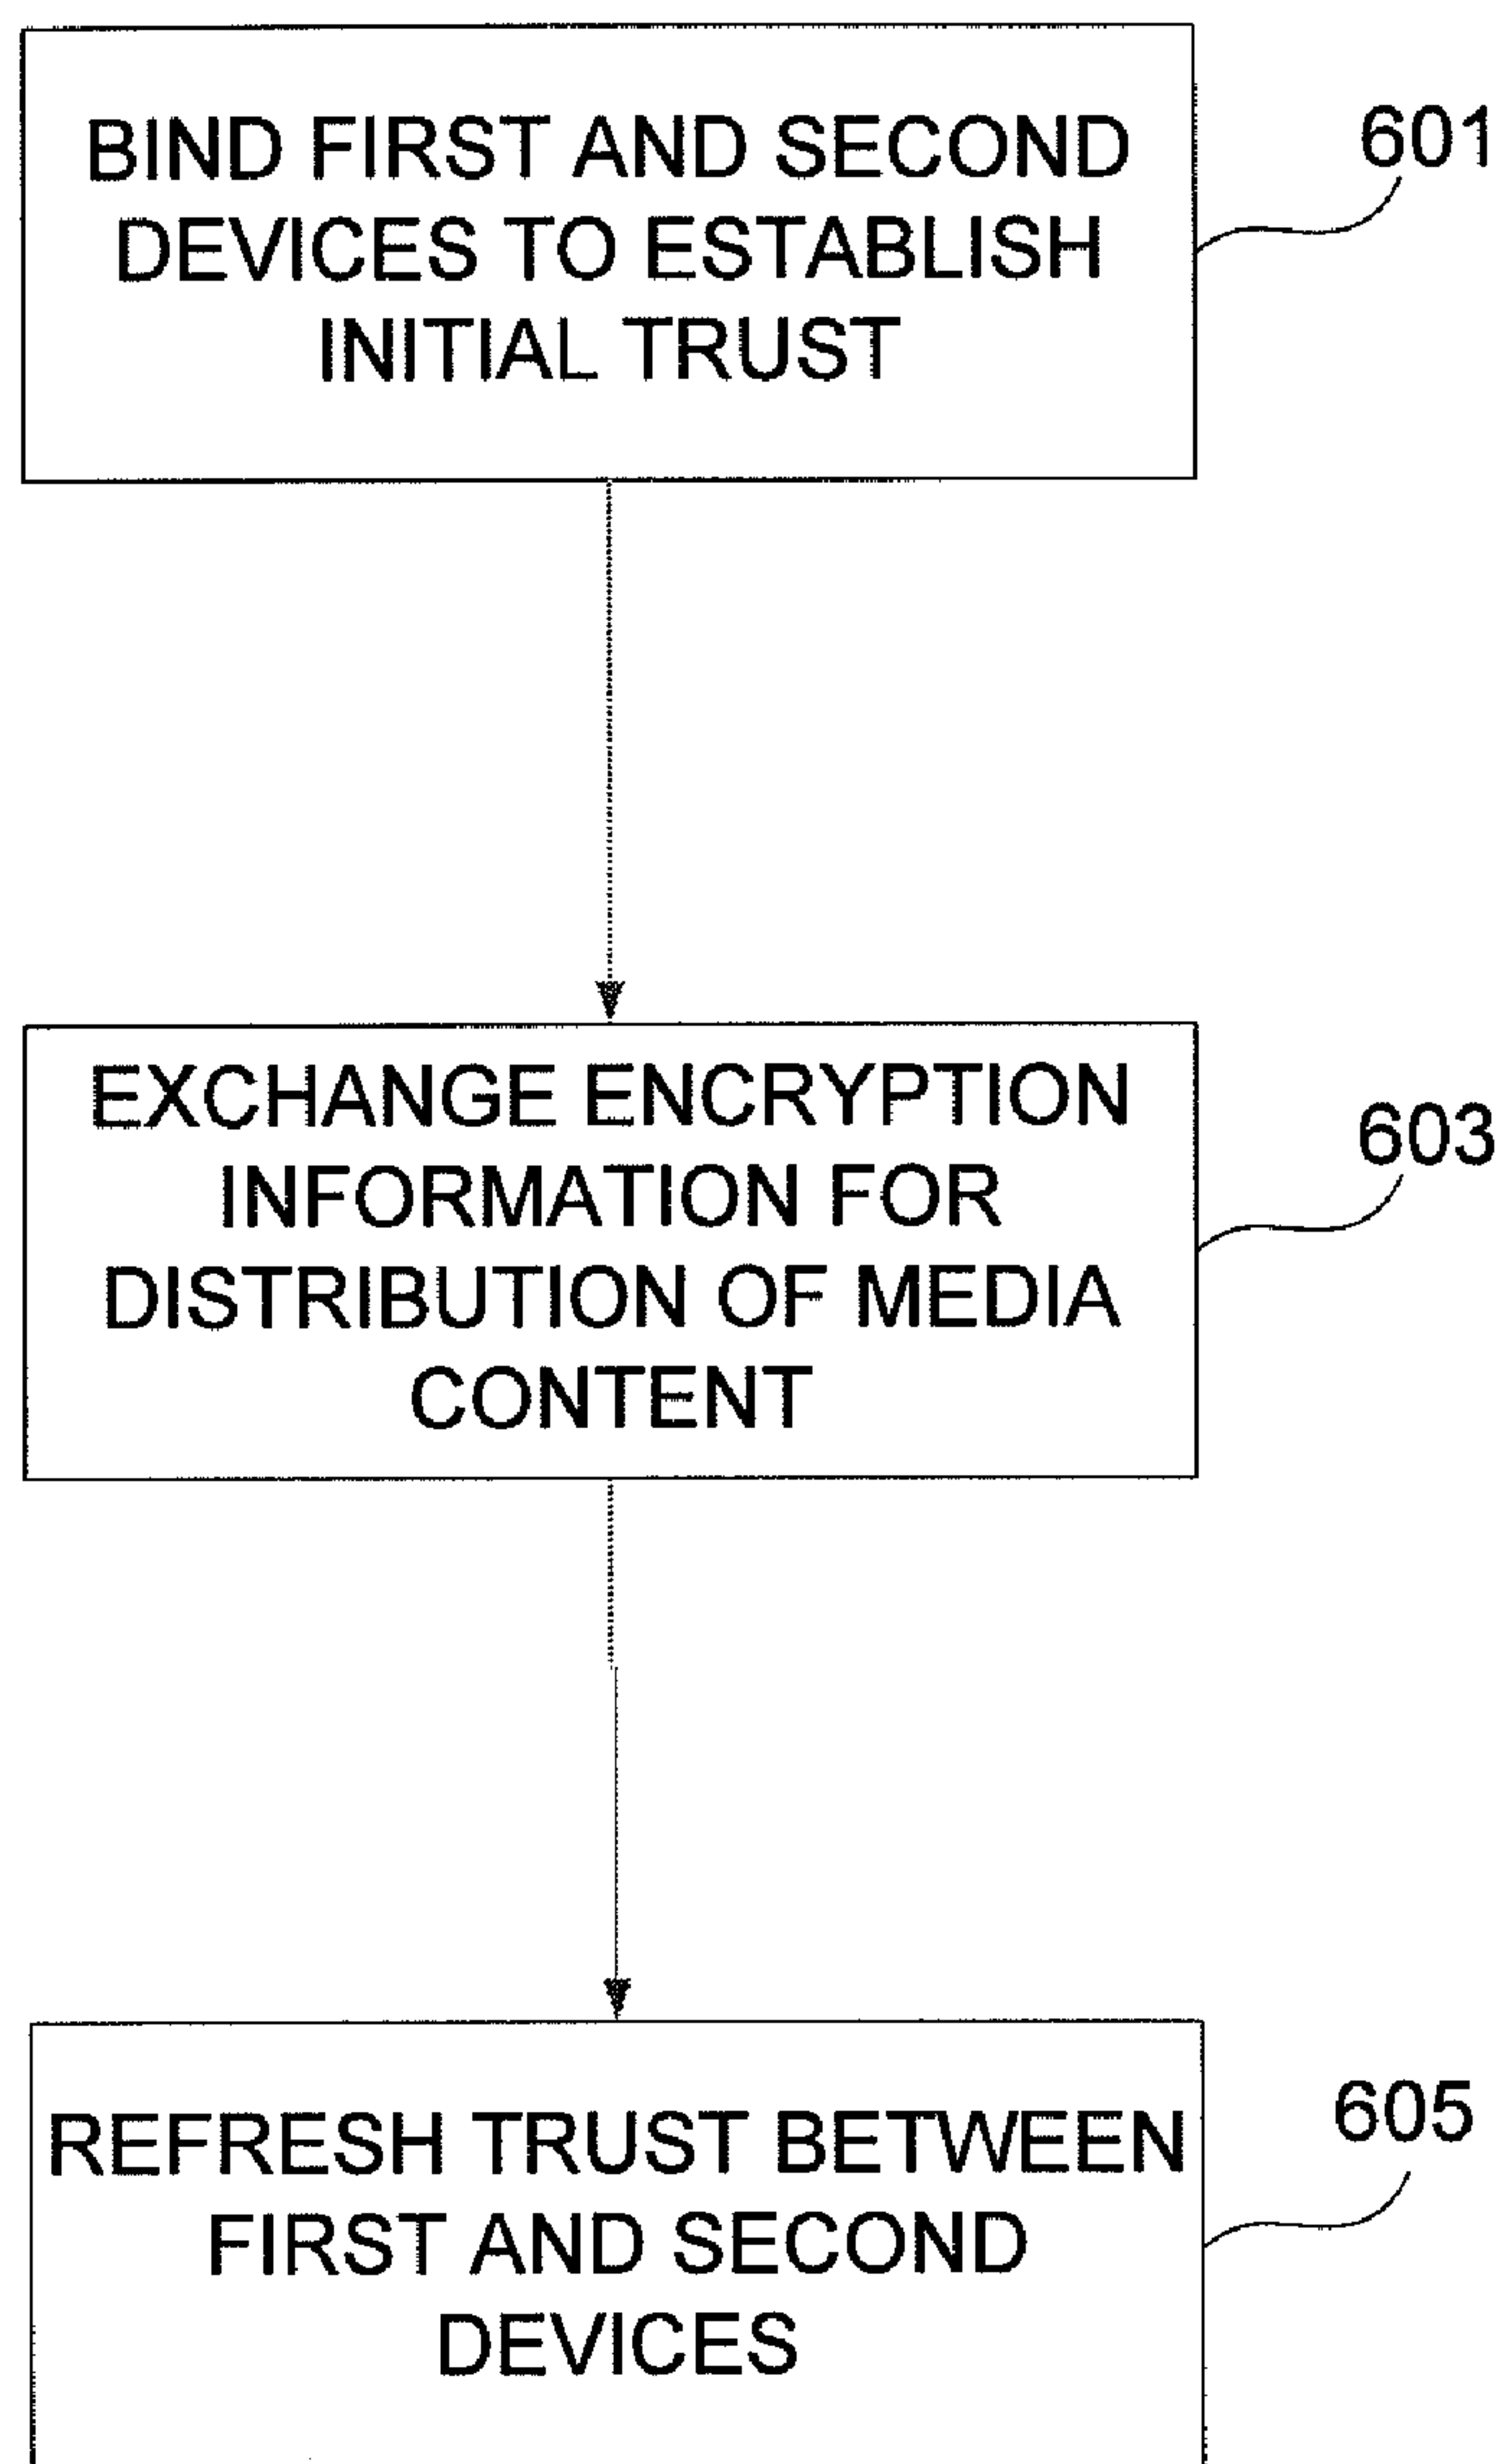 BIND FIRST AND SECOND
DEVICES TO ESTABLISH
INITIAL TRUST
601
EXCHANGE ENCRYPTION
INFORMATION FOR
DISTRIBUTION OF MEDIA
CONTENT
603
REFRESH TRUST BETWEEN
FIRST AND SECOND
DEVICES
605